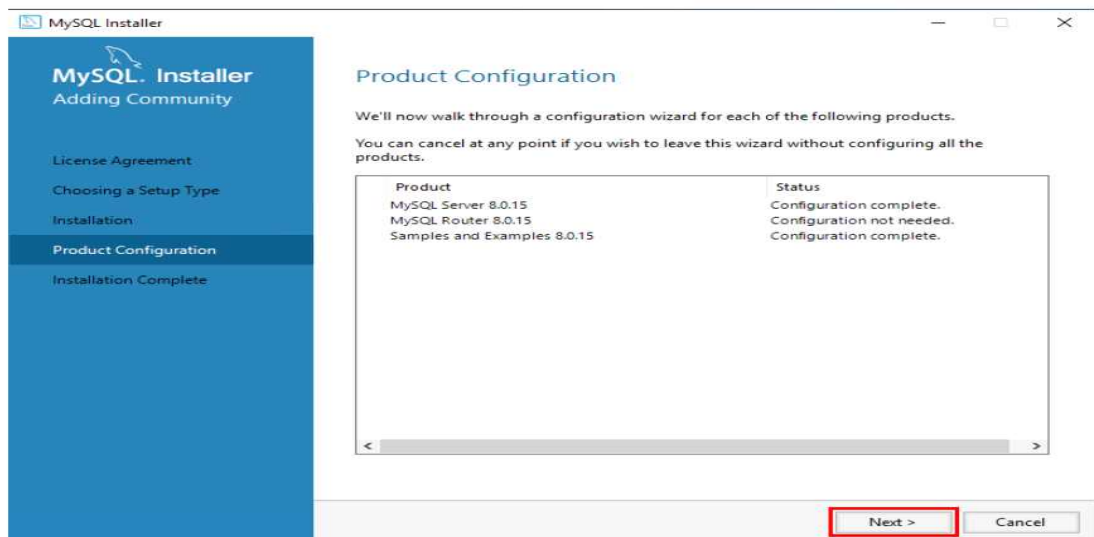 MySQL Installer
MySQL. Installer
Adding Community
License Agreement
Choosing a Setup Type
Installation
Product Configuration
Installation Complete
Product Configuration
We'll now walk through a configuration wizard for each of the following products.
You can cancel at any point if you wish to leave this wizard without configuring all the
products.
Product Status
MySQL Server 8.0.15 Configuration complete.
MySQL Router 8.0.15 Configuration not needed.
Samples and Examples 8.0.15 Configuration complete.
Next > Cancel